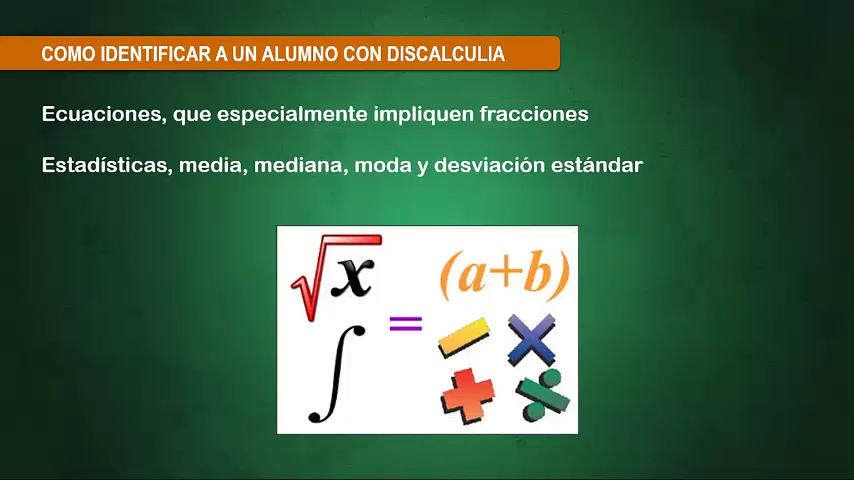 COMO IDENTIFICAR A UN ALUMNO CON DISCALCULIA
Ecuaciones, que especialmente impliquen fracciones
Estadísticas, media, mediana, moda y desviación estándar
√x
(a+b)
=
∫
− ×
+ ÷